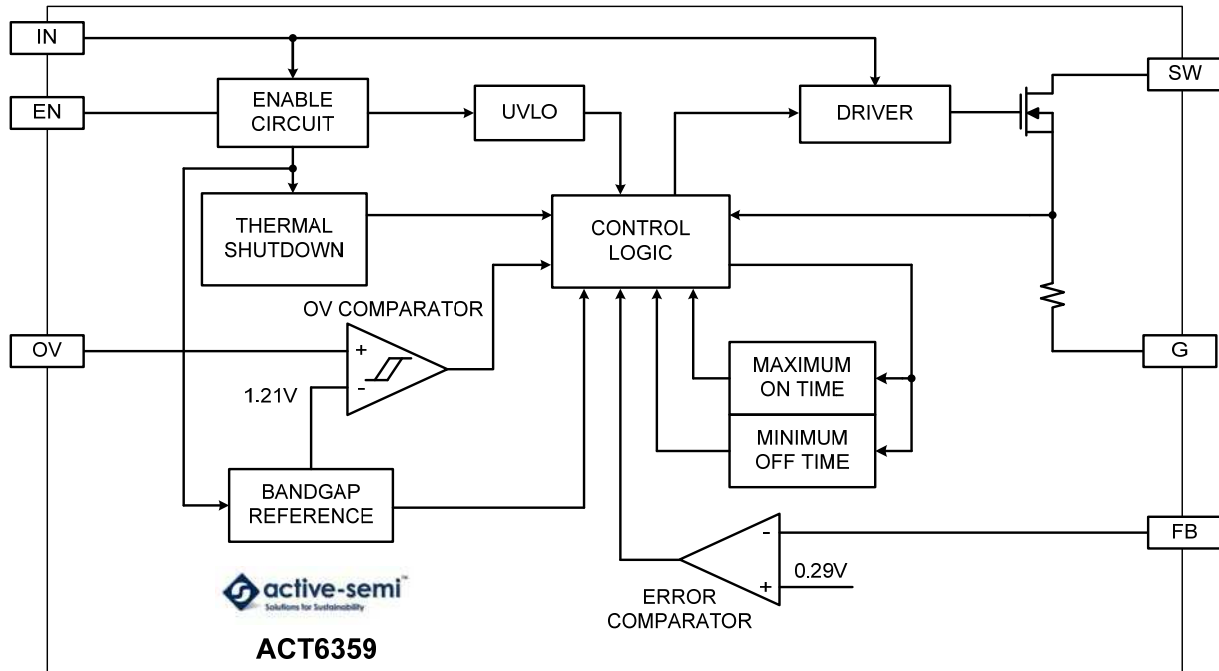 IN
SW
EN
ENABLE
CIRCUIT
UVLO
DRIVER
THERMAL
SHUTDOWN
CONTROL
LOGIC
OV COMPARATOR
OV
+
-
1.21V
MAXIMUM
ON TIME
G
MINIMUM
OFF TIME
BANDGAP
REFERENCE
-
FB
+
0.29V
ERROR
COMPARATOR
active-semi™
Solutions for Sustainability
ACT6359